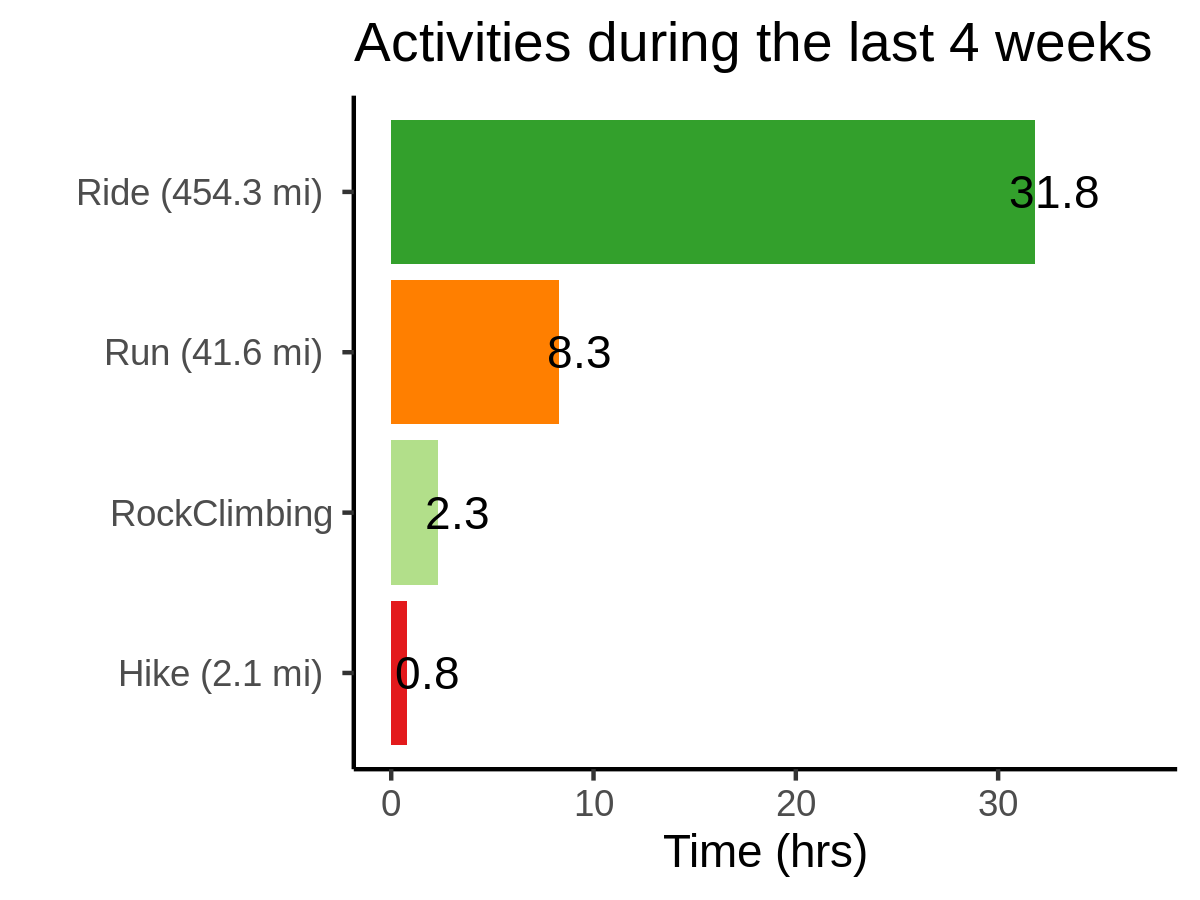 Activities during the last 4 weeks
Ride (454.3 mi)
31.8
Run (41.6 mi)
8.3
RockClimbing
2.3
Hike (2.1 mi)
0.8
0 10 20 30
Time (hrs)